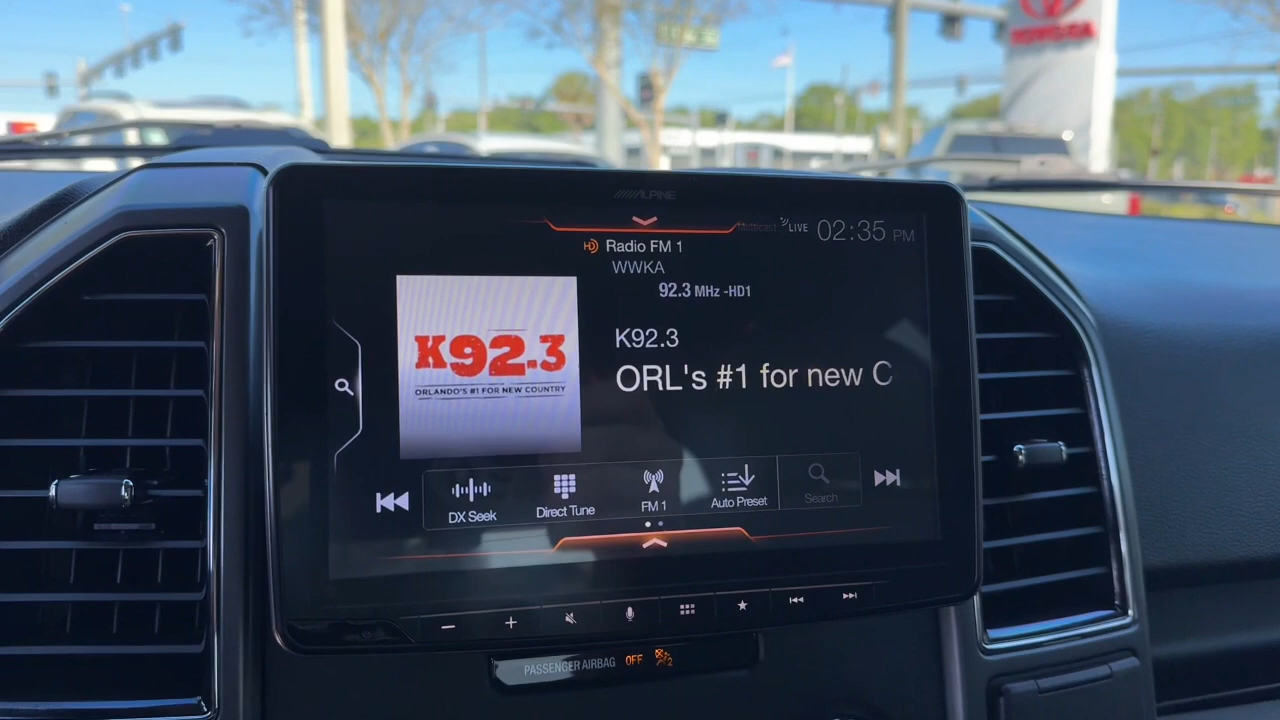 TOYOTA
ALPINE
LIVE
02:35 PM
HD Radio FM 1
WWKA
92.3 MHz -HD1
K92.3
ORLANDO'S #1 FOR NEW COUNTRY
K92.3
ORL's #1 for new C
DX Seek
Direct Tune
FM 1
Auto Preset
Search
PASSENGER AIRBAG OFF 2